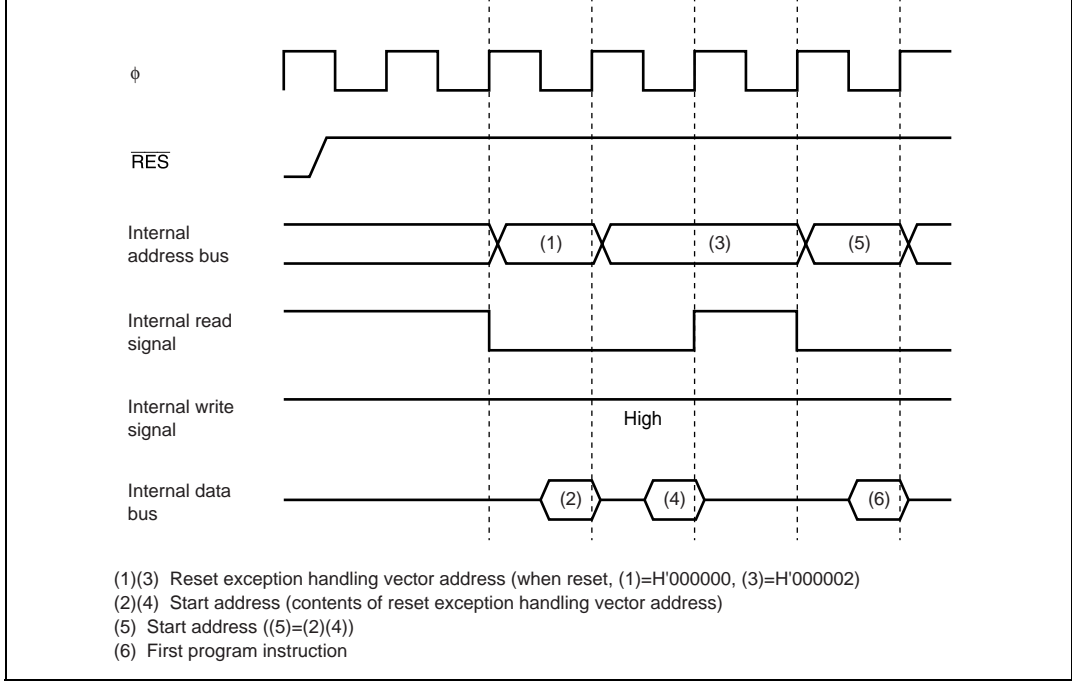 ϕ
RES
Internal
address bus
(1)
(3)
(5)
Internal read
signal
Internal write
signal
High
Internal data
bus
(2)
(4)
(6)
(1)(3) Reset exception handling vector address (when reset, (1)=H'000000, (3)=H'000002)
(2)(4) Start address (contents of reset exception handling vector address)
(5) Start address ((5)=(2)(4))
(6) First program instruction